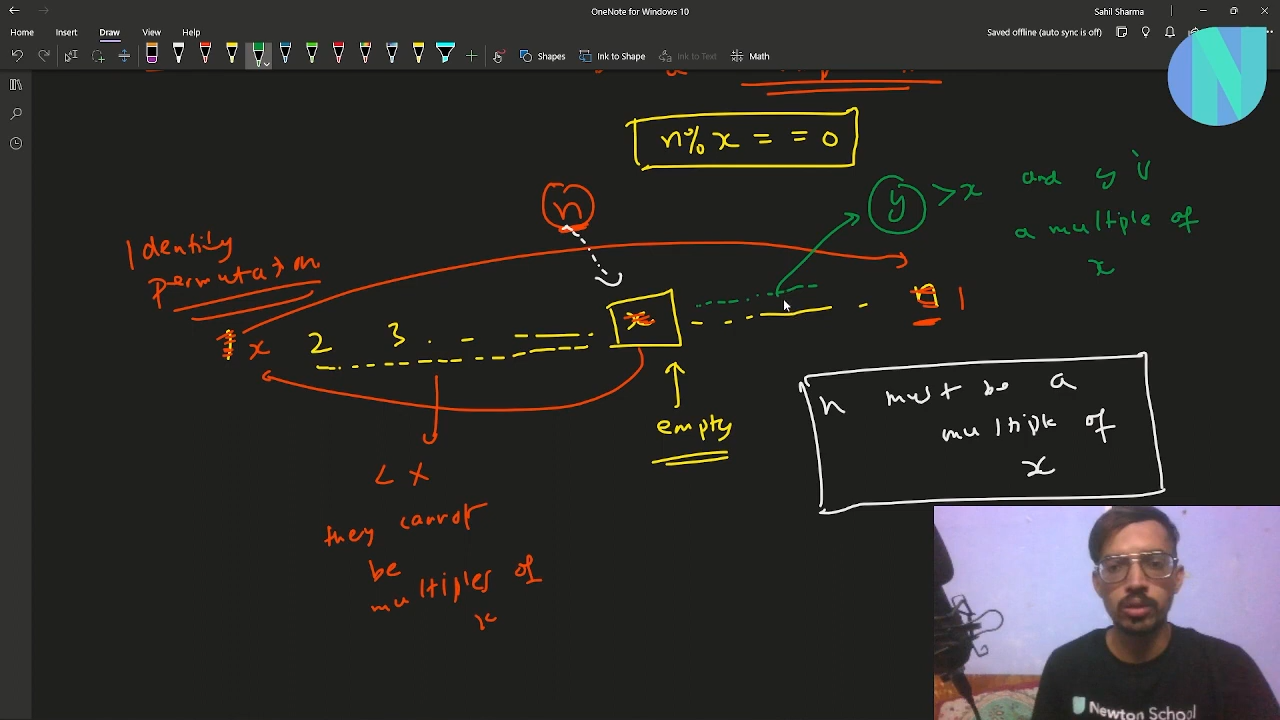 OneNote for Windows 10
Sahil Sharma
Home Insert Draw View Help
Saved offline (auto sync is off)
Shapes Ink to Shape Ink to Text Math
n%x = = 0
n
y > x and y is
a multiple of
x
Identity
permutation
1 x 2 3 . - x n 1
empty
n must be a
multiple of
x
< x
they cannot
be
multiples of
x
Newton School